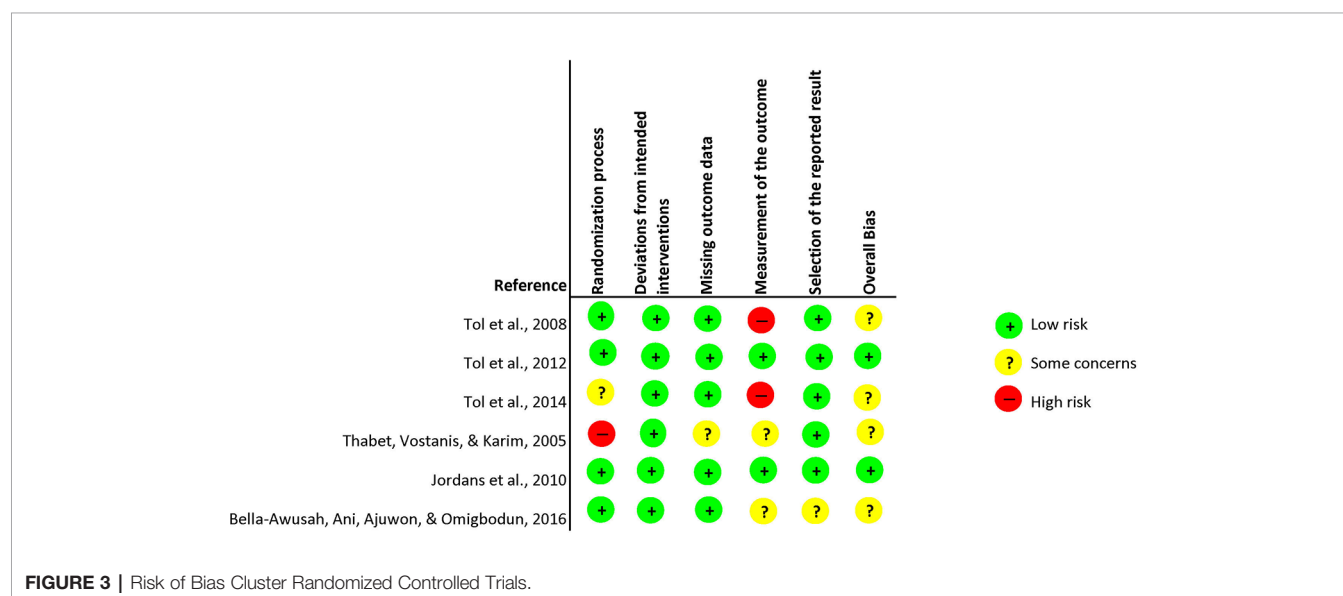 Randomization process
Deviations from intended
interventions
Missing outcome data
Measurement of the outcome
Selection of the reported result
Overall Bias
Reference
Tol et al., 2008 + + + − + ?
Tol et al., 2012 + + + + + +
Tol et al., 2014 ? + + − + ?
Thabet, Vostanis, & Karim, 2005 − + ? ? + ?
Jordans et al., 2010 + + + + + +
Bella-Awusah, Ani, Ajuwon, & Omigbodun, 2016 + + + ? ? ?
+ Low risk
? Some concerns
− High risk
FIGURE 3 | Risk of Bias Cluster Randomized Controlled Trials.